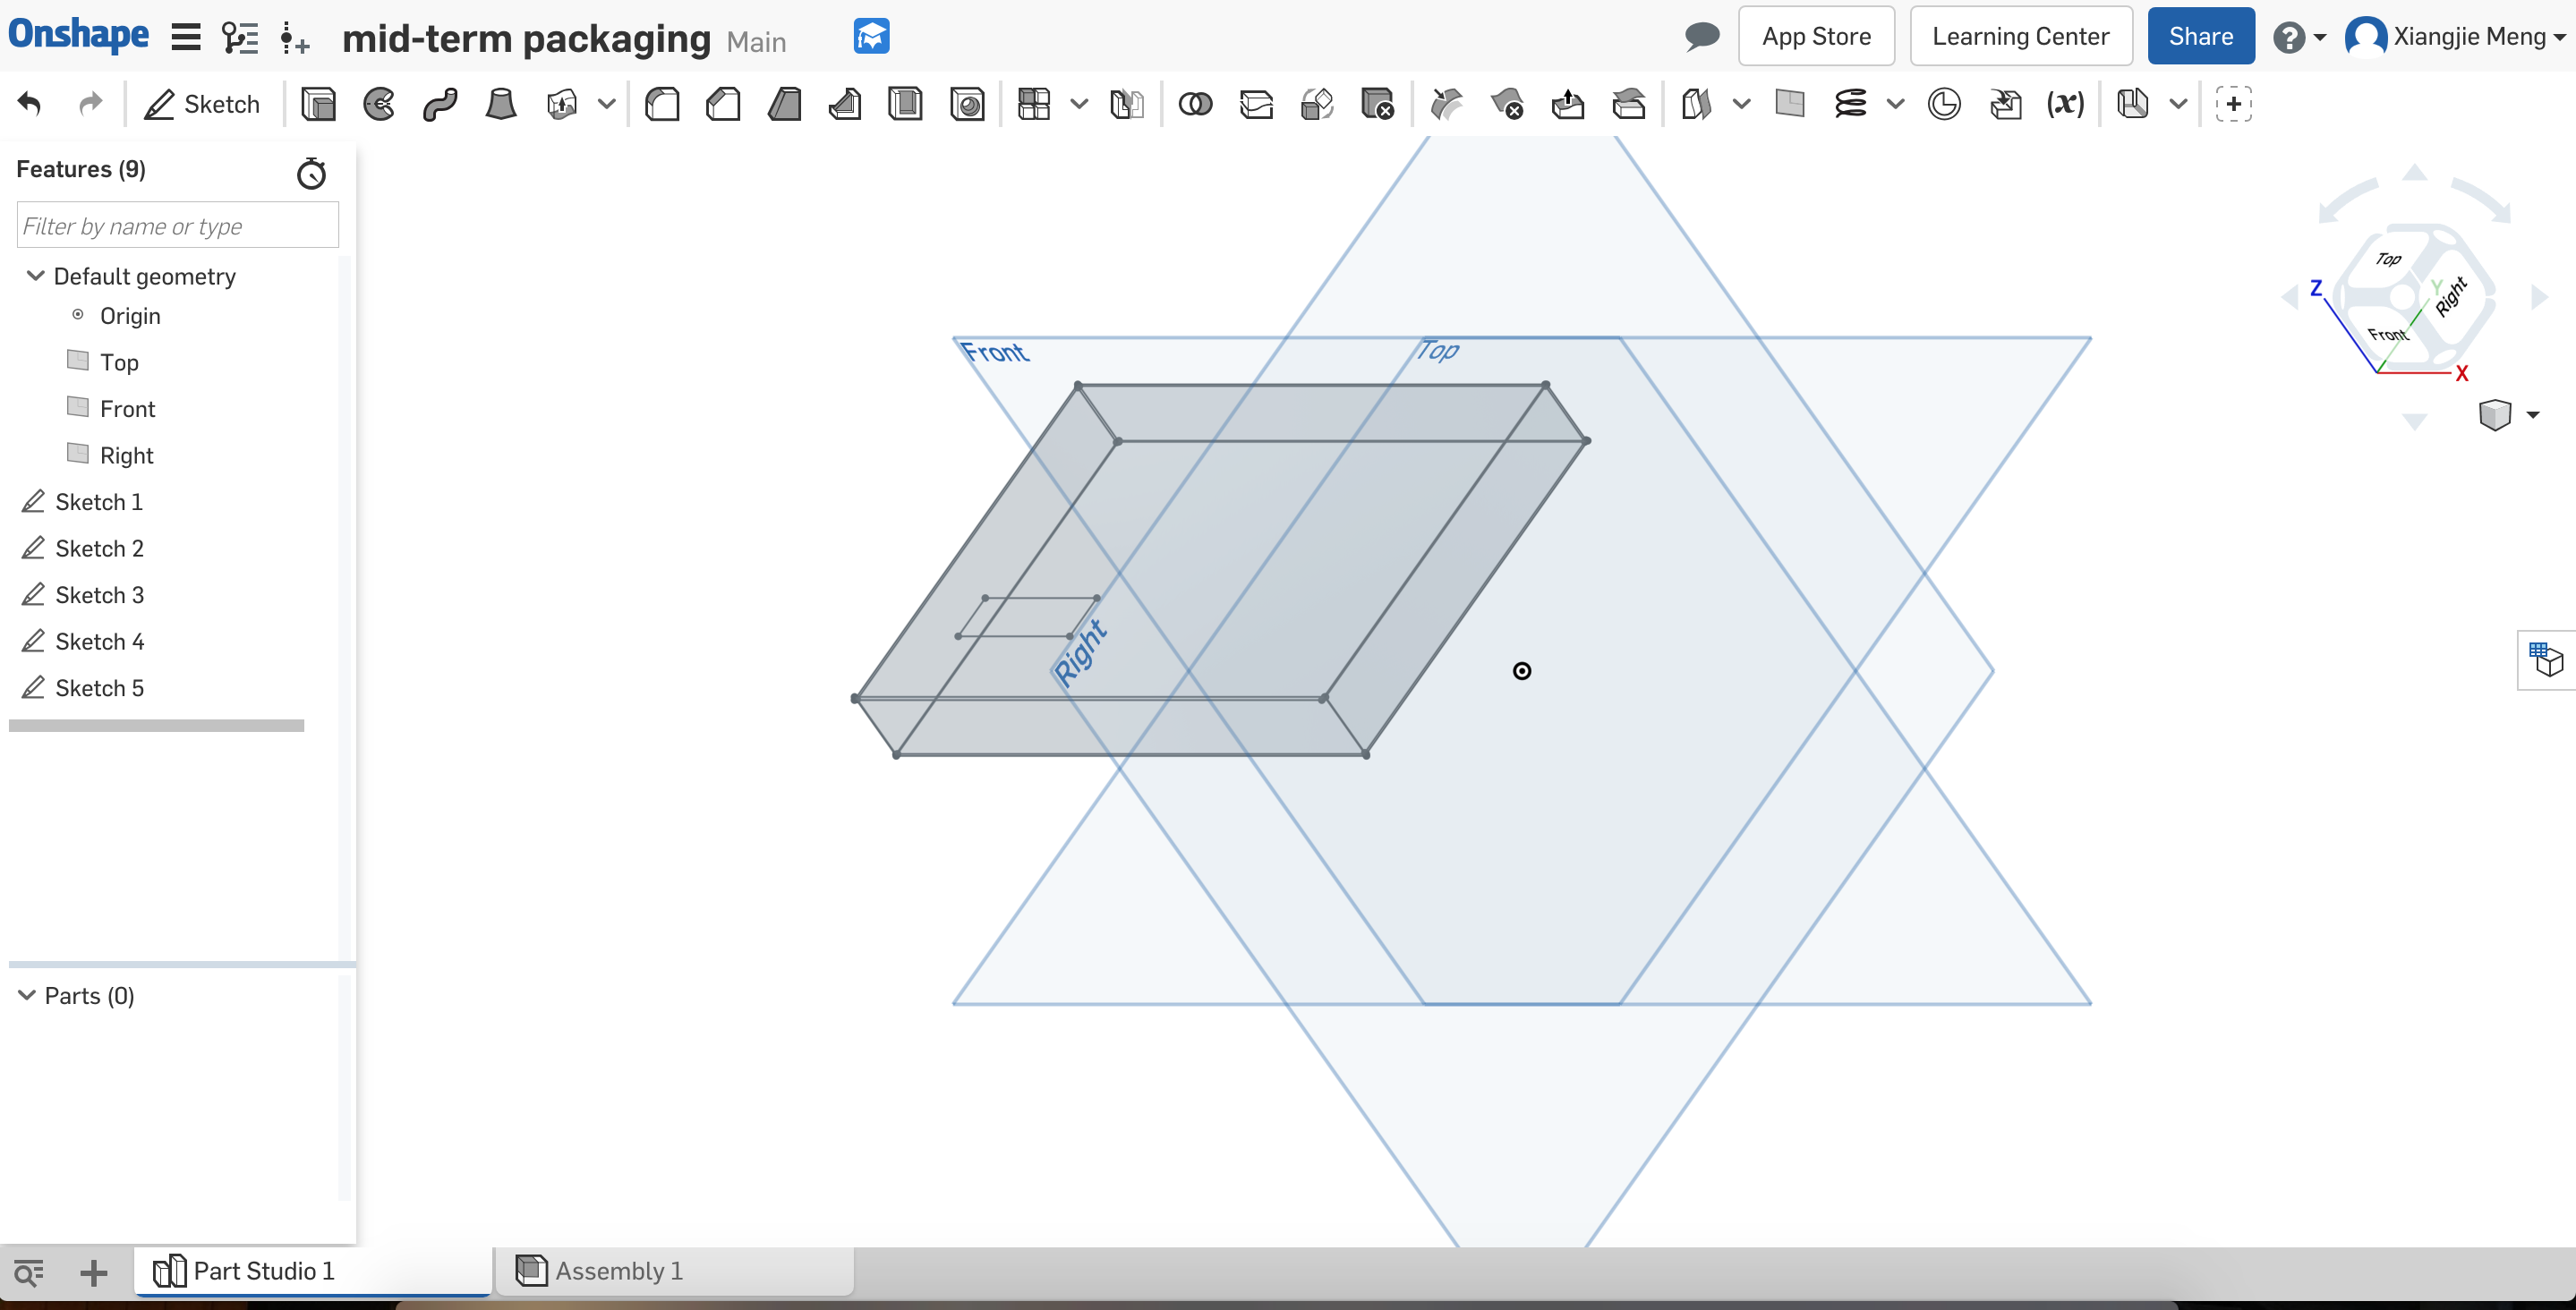 Onshape
mid-term packaging Main
App Store
Learning Center
Share
?
Xiangjie Meng
Sketch
(x)
Features (9)
Filter by name or type
Default geometry
Origin
Top
Front
Right
Sketch 1
Sketch 2
Sketch 3
Sketch 4
Sketch 5
Parts (0)
Front
Top
Right
Top
Right
Front
Z
Y
X
Part Studio 1
Assembly 1